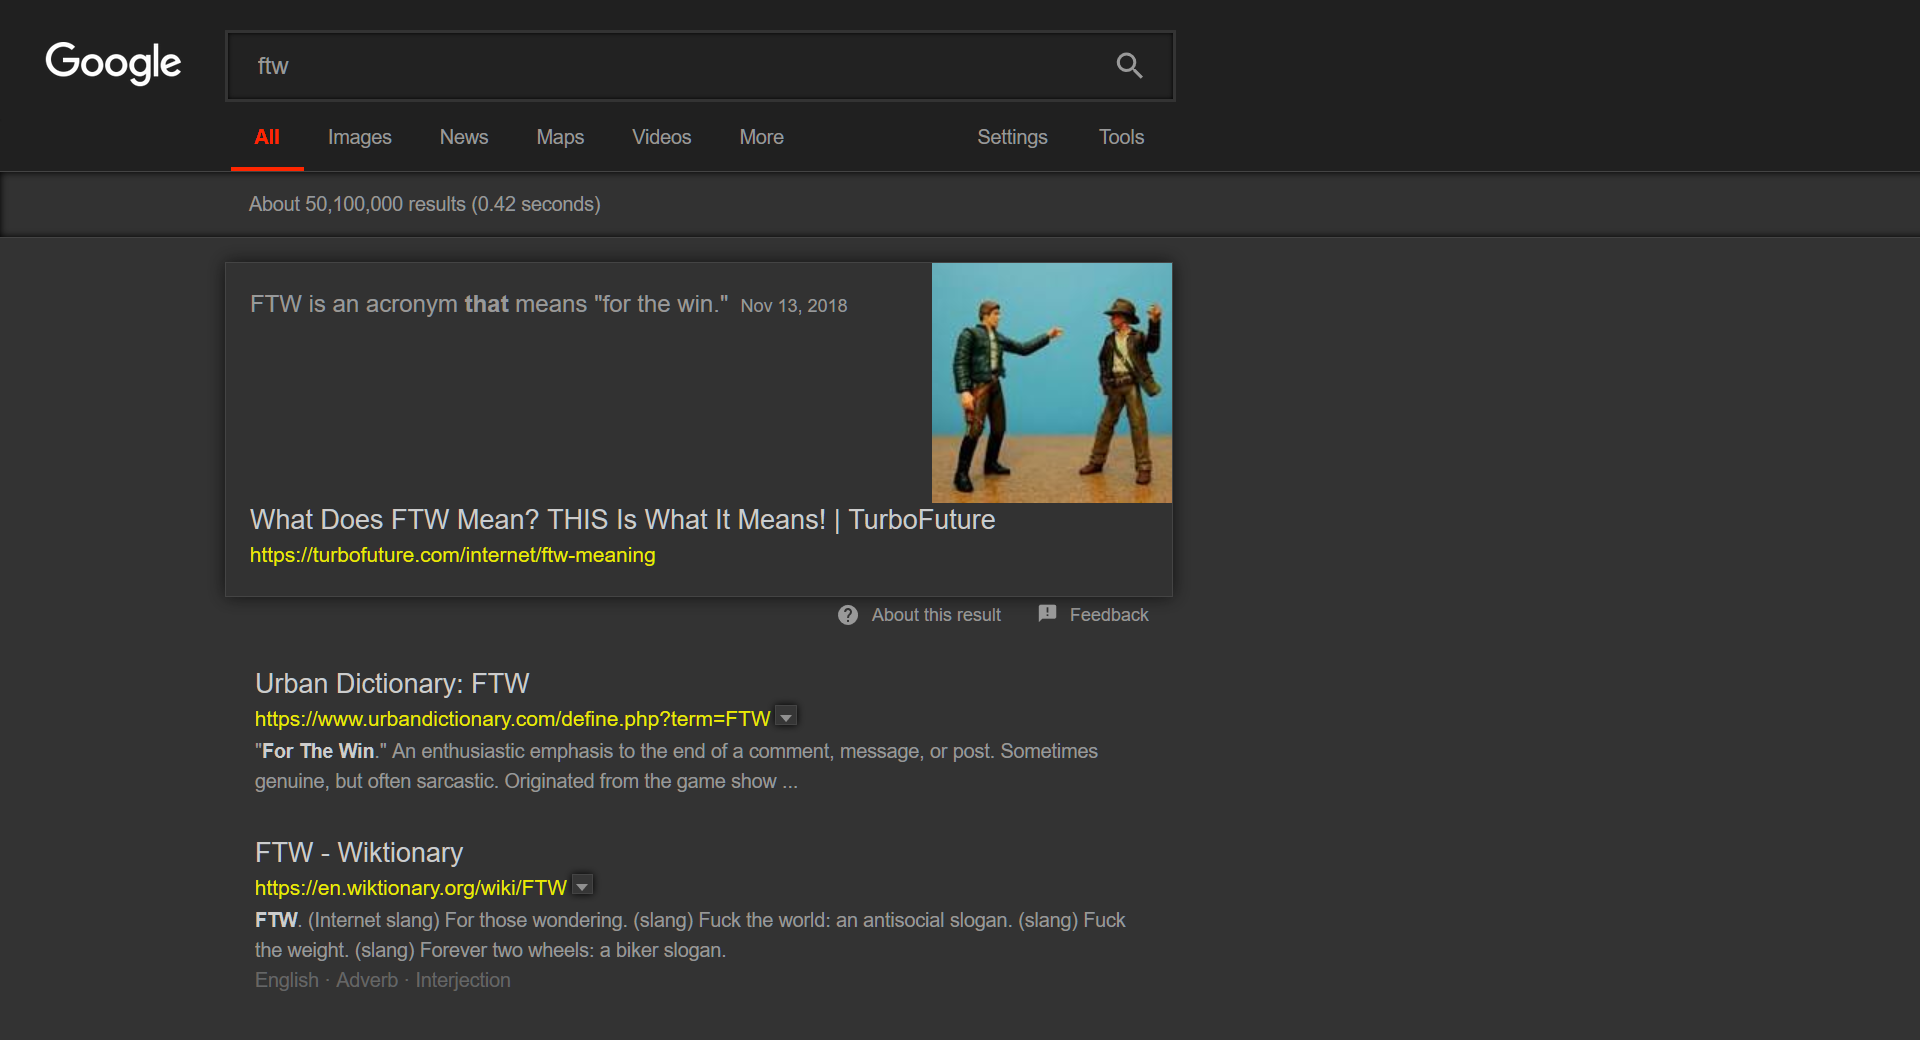 Google
ftw
All Images News Maps Videos More Settings Tools
About 50,100,000 results (0.42 seconds)
FTW is an acronym that means "for the win." Nov 13, 2018
What Does FTW Mean? THIS Is What It Means! | TurboFuture
https://turbofuture.com/internet/ftw-meaning
About this result Feedback
Urban Dictionary: FTW
https://www.urbandictionary.com/define.php?term=FTW
"For The Win." An enthusiastic emphasis to the end of a comment, message, or post. Sometimes
genuine, but often sarcastic. Originated from the game show ...
FTW - Wiktionary
https://en.wiktionary.org/wiki/FTW
FTW. (Internet slang) For those wondering. (slang) Fuck the world: an antisocial slogan. (slang) Fuck
the weight. (slang) Forever two wheels: a biker slogan.
English · Adverb · Interjection